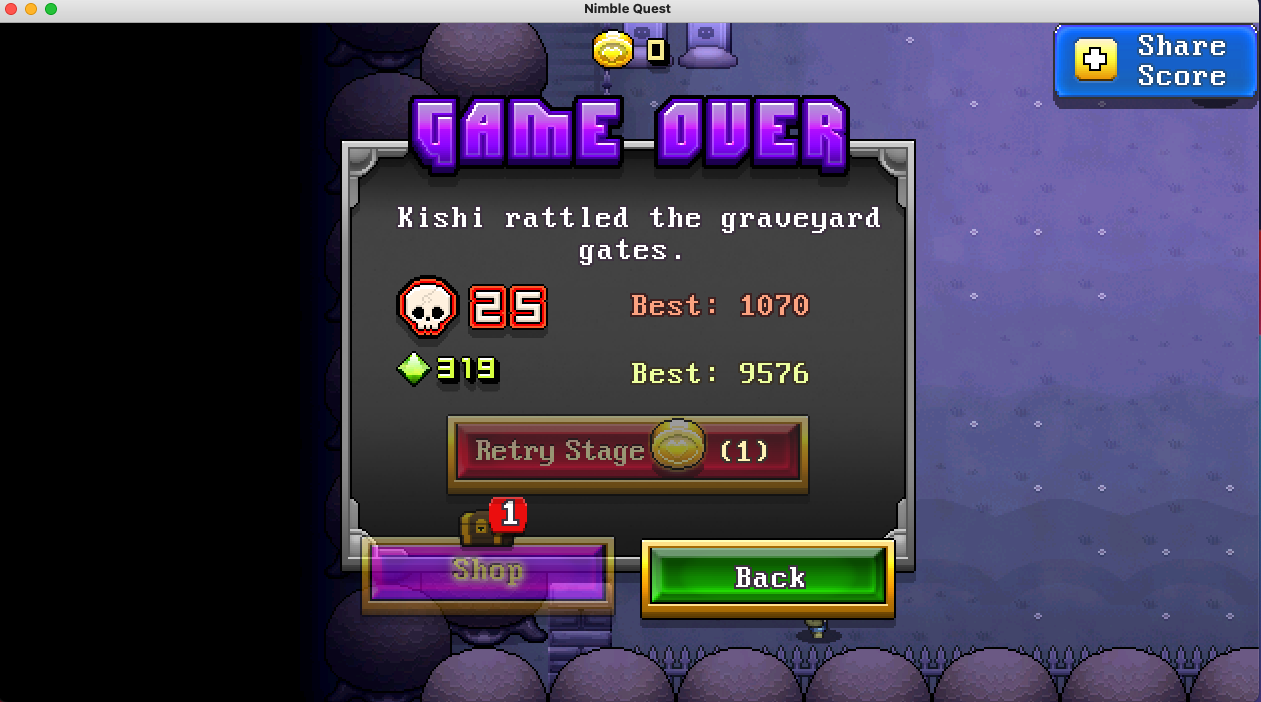 Nimble Quest
0
Share
Score
GAME OVER
Kishi rattled the graveyard
gates.
25 Best: 1070
319 Best: 9576
Retry Stage (1)
1
Shop
Back